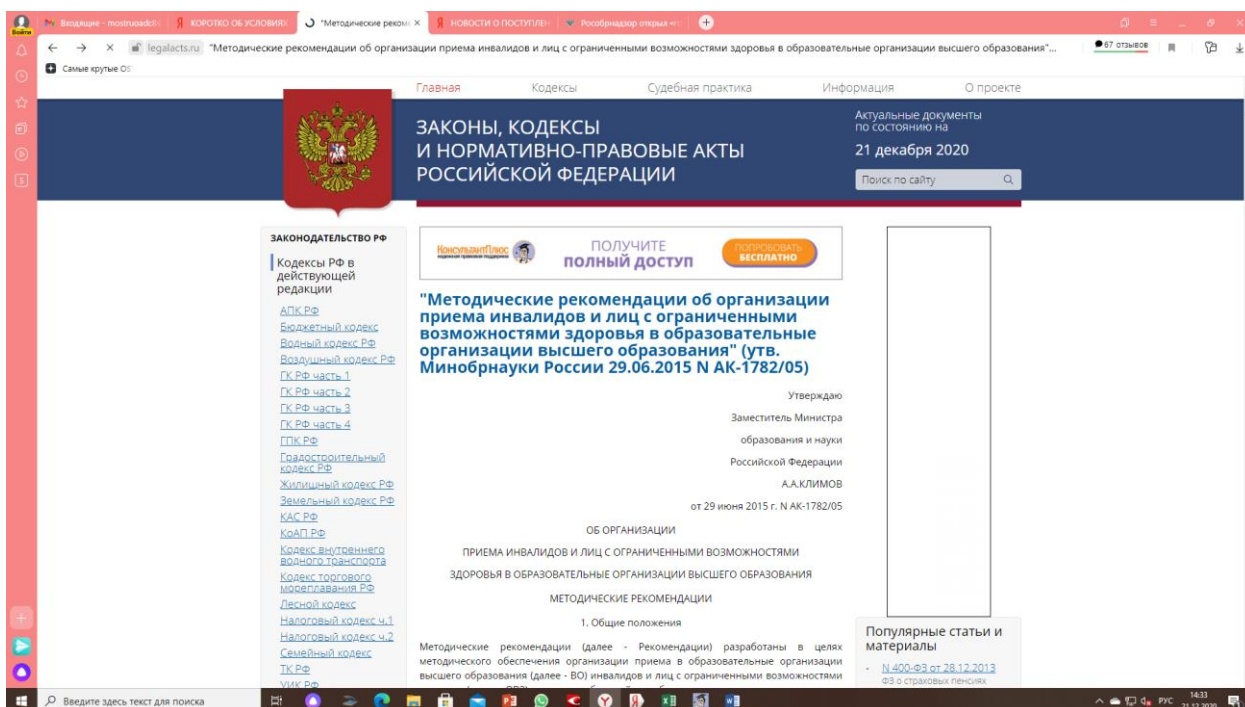 Входящие - mostruoadcli
КОРОТКО ОБ УСЛОВИЯХ
"Методические реком
НОВОСТИ О ПОСТУПЛЕН
Рособрнадзор открыл
Войти
legalacts.ru
"Методические рекомендации об организации приема инвалидов и лиц с ограниченными возможностями здоровья в образовательные организации высшего образования"...
67 отзывов
Самые крутые
Главная
Кодексы
Судебная практика
Информация
О проекте
ЗАКОНЫ, КОДЕКСЫ
И НОРМАТИВНО-ПРАВОВЫЕ АКТЫ
РОССИЙСКОЙ ФЕДЕРАЦИИ
Актуальные документы
по состоянию на
21 декабря 2020
Поиск по сайту
ЗАКОНОДАТЕЛЬСТВО РФ
Кодексы РФ в
действующей
редакции
АПК РФ
Бюджетный кодекс
Водный кодекс РФ
Воздушный кодекс РФ
ГК РФ часть 1
ГК РФ часть 2
ГК РФ часть 3
ГК РФ часть 4
ГПК РФ
Градостроительный
кодекс РФ
Жилищный кодекс РФ
Земельный кодекс РФ
КАС РФ
КоАП РФ
Кодекс внутреннего
водного транспорта
Кодекс торгового
мореплавания РФ
Лесной кодекс
Налоговый кодекс ч.1
Налоговый кодекс ч.2
Семейный кодекс
ТК РФ
УИК РФ
КонсультантПлюс
надежная правовая поддержка
ПОЛУЧИТЕ
ПОЛНЫЙ ДОСТУП
ПОПРОБОВАТЬ
БЕСПЛАТНО
"Методические рекомендации об организации
приема инвалидов и лиц с ограниченными
возможностями здоровья в образовательные
организации высшего образования" (утв.
Минобрнауки России 29.06.2015 N АК-1782/05)
Утверждаю
Заместитель Министра
образования и науки
Российской Федерации
А.А.КЛИМОВ
от 29 июня 2015 г. N АК-1782/05
ОБ ОРГАНИЗАЦИИ
ПРИЕМА ИНВАЛИДОВ И ЛИЦ С ОГРАНИЧЕННЫМИ ВОЗМОЖНОСТЯМИ
ЗДОРОВЬЯ В ОБРАЗОВАТЕЛЬНЫЕ ОРГАНИЗАЦИИ ВЫСШЕГО ОБРАЗОВАНИЯ
МЕТОДИЧЕСКИЕ РЕКОМЕНДАЦИИ
1. Общие положения
Методические рекомендации (далее - Рекомендации) разработаны в целях
методического обеспечения организации приема в образовательные организации
высшего образования (далее - ВО) инвалидов и лиц с ограниченными возможностями
Популярные статьи и
материалы
- N 400-ФЗ от 28.12.2013
ФЗ о страховых пенсиях
Введите здесь текст для поиска
РУС
14:33
21.12.2020